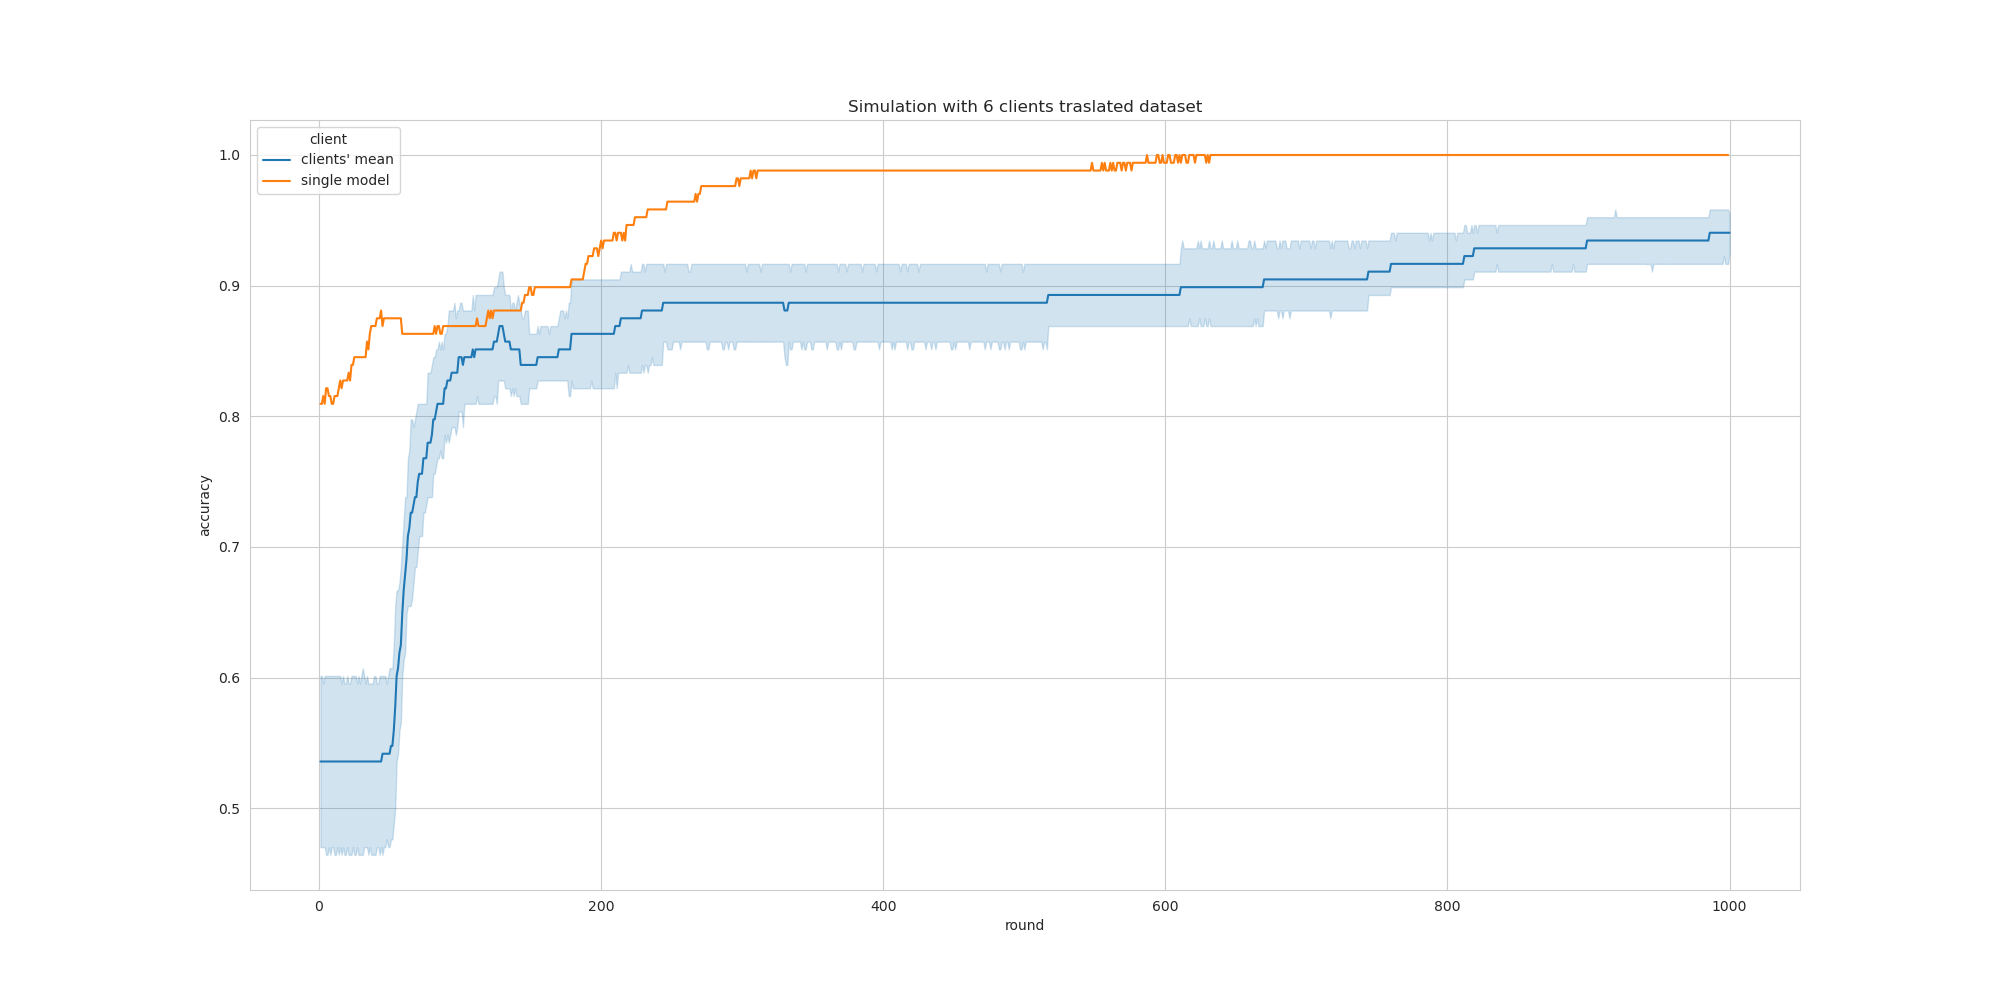 Simulation with 6 clients traslated dataset
client
clients' mean
single model
1.0
0.9
0.8
0.7
0.6
0.5
accuracy
0 200 400 600 800 1000
round